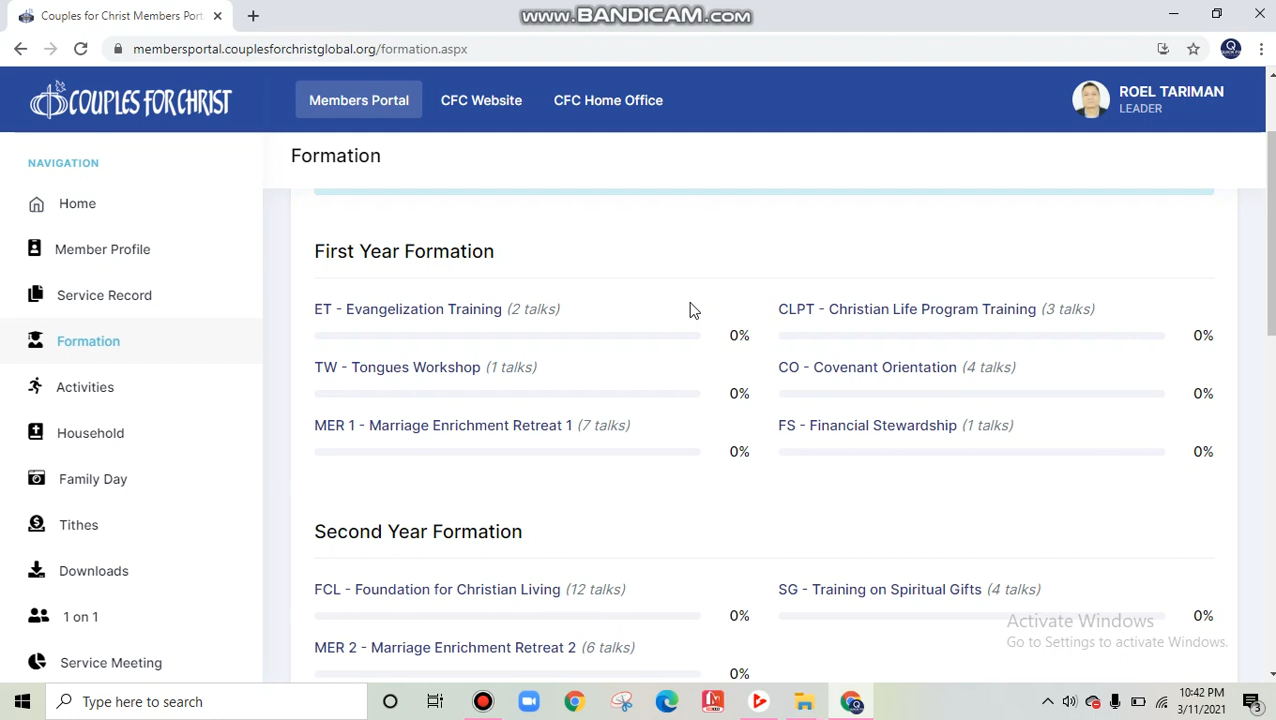 Couples for Christ Members Port
www.BANDICAM.com
membersportal.couplesforchristglobal.org/formation.aspx
COUPLES FOR CHRIST
Members Portal
CFC Website
CFC Home Office
ROEL TARIMAN
LEADER
NAVIGATION
Home
Member Profile
Service Record
Formation
Activities
Household
Family Day
Tithes
Downloads
1 on 1
Service Meeting
Formation
First Year Formation
ET - Evangelization Training (2 talks)
0%
CLPT - Christian Life Program Training (3 talks)
0%
TW - Tongues Workshop (1 talks)
0%
CO - Covenant Orientation (4 talks)
0%
MER 1 - Marriage Enrichment Retreat 1 (7 talks)
0%
FS - Financial Stewardship (1 talks)
0%
Second Year Formation
FCL - Foundation for Christian Living (12 talks)
0%
SG - Training on Spiritual Gifts (4 talks)
0%
MER 2 - Marriage Enrichment Retreat 2 (6 talks)
0%
Activate Windows
Go to Settings to activate Windows.
Type here to search
10:42 PM
3/11/2021
3